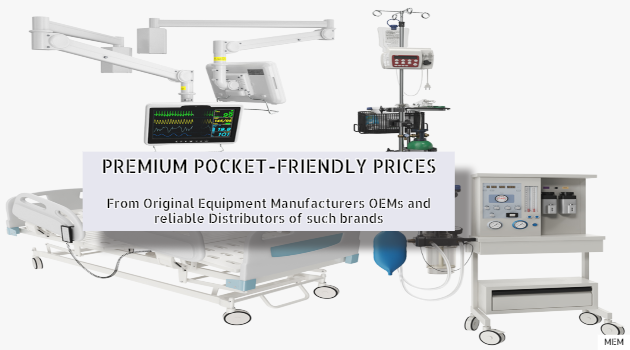 PREMIUM POCKET-FRIENDLY PRICES
From Original Equipment Manufacturers OEMs and
reliable Distributors of such brands
MEM